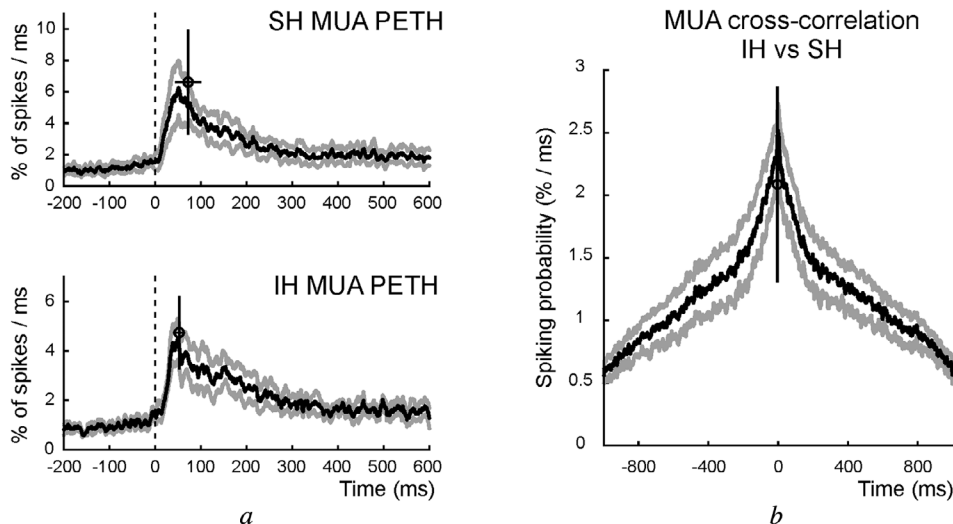 SH MUA PETH
% of spikes / ms
10
8
6
4
2
0
-200 -100 0 100 200 300 400 500 600
IH MUA PETH
% of spikes / ms
6
4
2
0
-200 -100 0 100 200 300 400 500 600
Time (ms)
a
MUA cross-correlation
IH vs SH
Spiking probability (% / ms)
3
2.5
2
1.5
1
0.5
0
-800 -400 0 400 800
Time (ms)
b